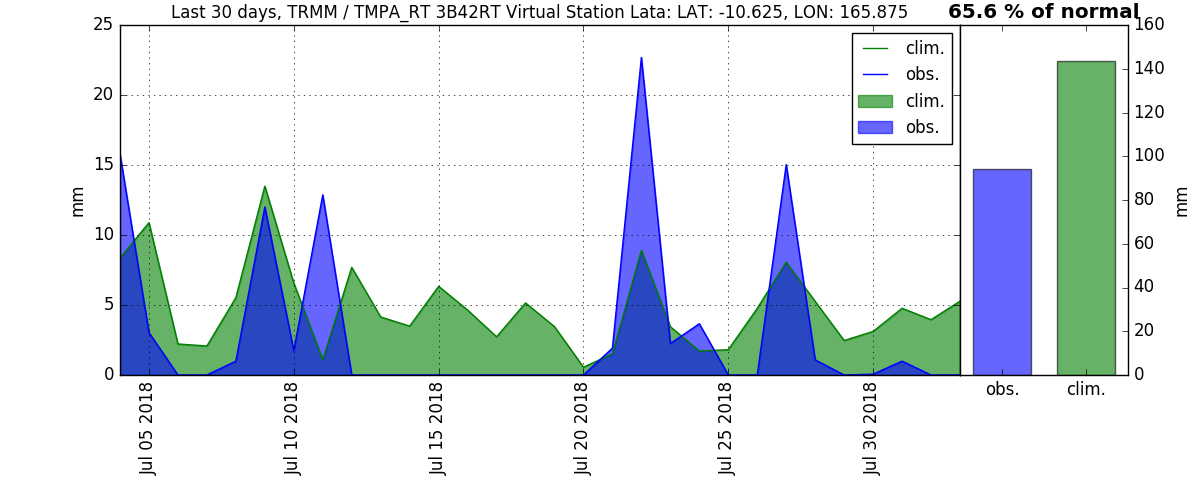 Last 30 days, TRMM / TMPA_RT 3B42RT Virtual Station Lata: LAT: -10.625, LON: 165.875
65.6 % of normal
25
20
15
10
5
0
mm
clim.
obs.
clim.
obs.
Jul 05 2018
Jul 10 2018
Jul 15 2018
Jul 20 2018
Jul 25 2018
Jul 30 2018
160
140
120
100
80
60
40
20
0
mm
obs.
clim.